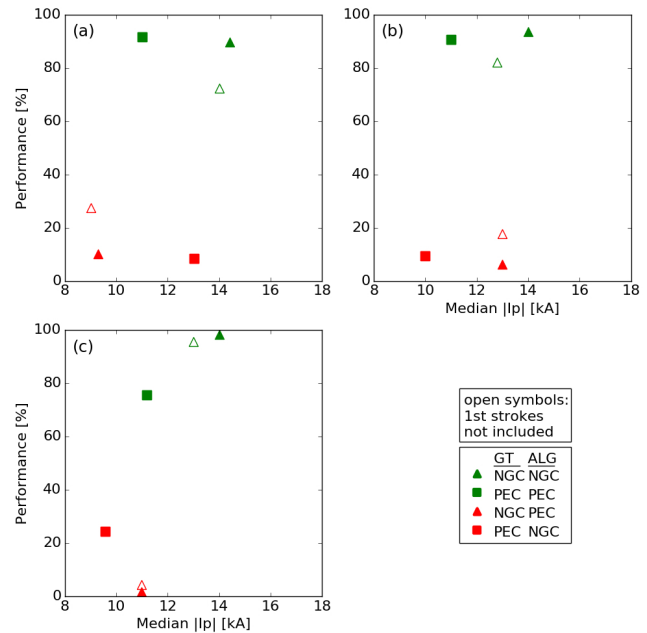 100
(a)
80
60
40
20
0
Performance [%]
8 10 12 14 16 18
100
(b)
80
60
40
20
0
8 10 12 14 16 18
Median |Ip| [kA]
100
(c)
80
60
40
20
0
Performance [%]
8 10 12 14 16 18
Median |Ip| [kA]
open symbols:
1st strokes
not included
GT ALG
NGC NGC
PEC PEC
NGC PEC
PEC NGC